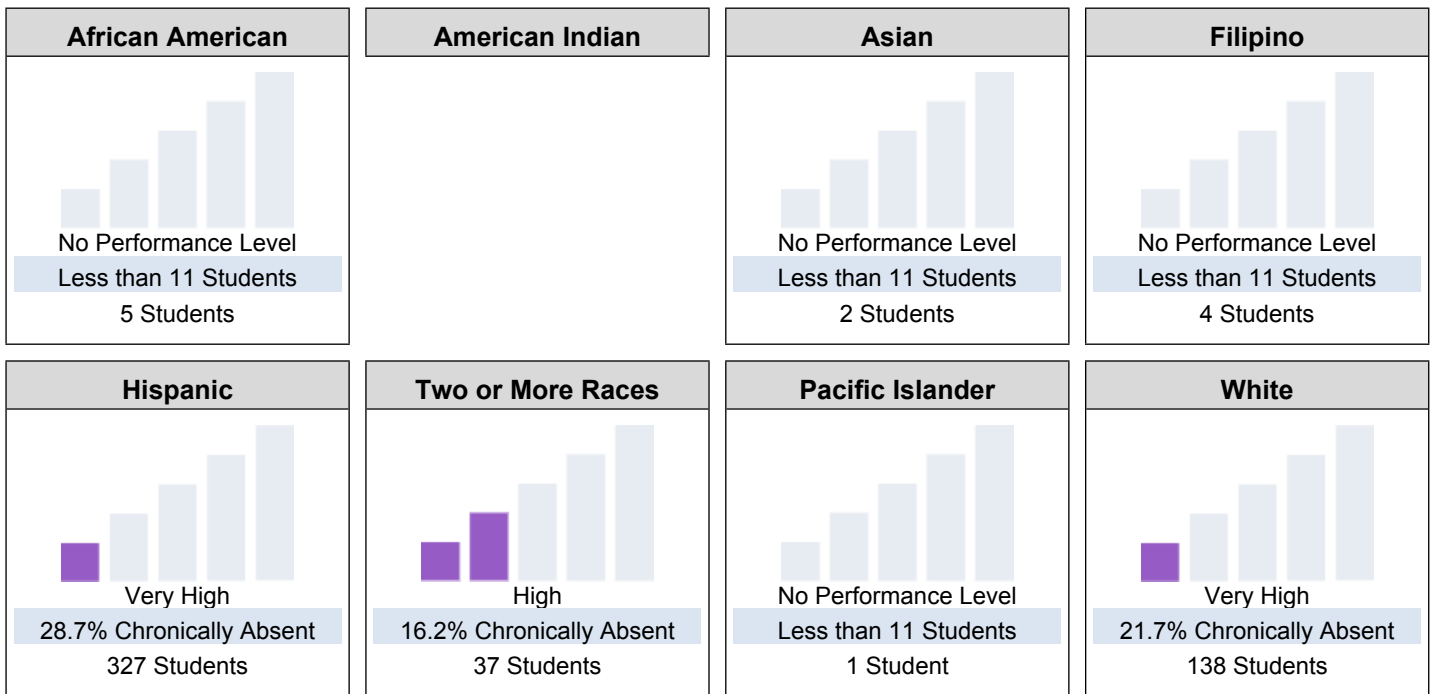 African American
No Performance Level
Less than 11 Students
5 Students
American Indian
Asian
No Performance Level
Less than 11 Students
2 Students
Filipino
No Performance Level
Less than 11 Students
4 Students
Hispanic
Very High
28.7% Chronically Absent
327 Students
Two or More Races
High
16.2% Chronically Absent
37 Students
Pacific Islander
No Performance Level
Less than 11 Students
1 Student
White
Very High
21.7% Chronically Absent
138 Students